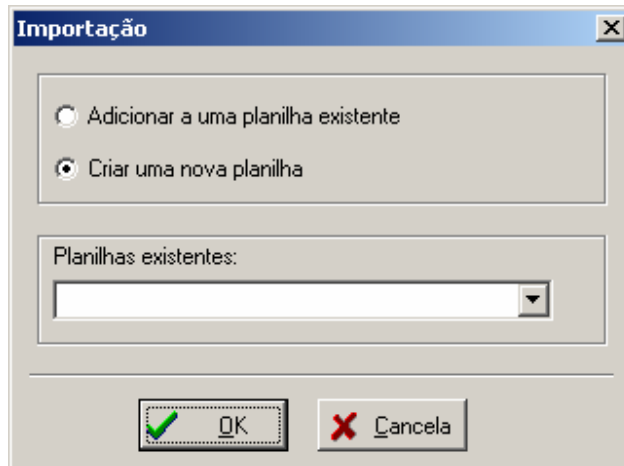 Importação
Adicionar a uma planilha existente
Criar uma nova planilha
Planilhas existentes:
OK
Cancela